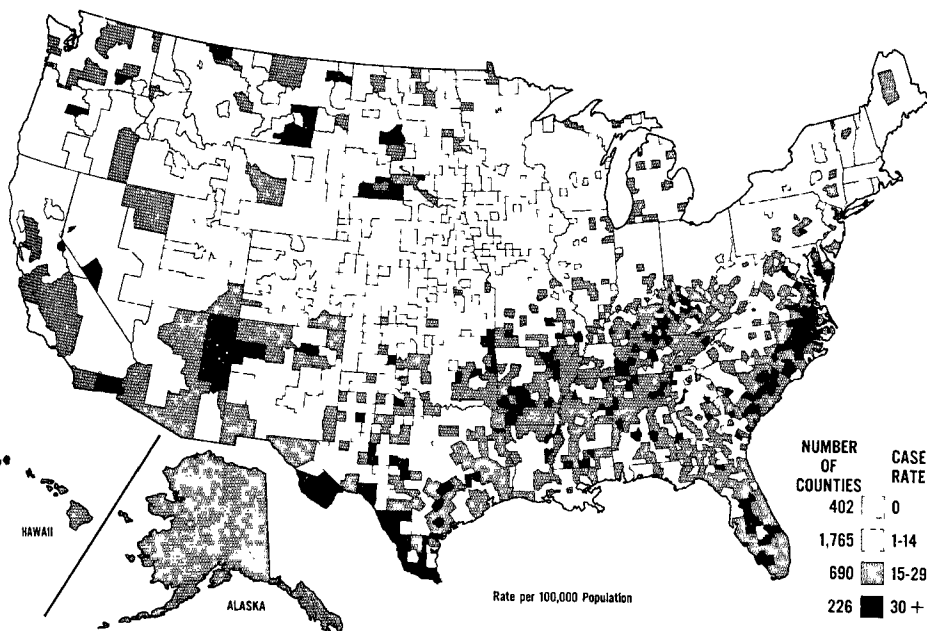 NUMBER OF COUNTIES
CASE RATE
402 0
1,765 1-14
690 15-29
226 30 +
HAWAII
ALASKA
Rate per 100,000 Population